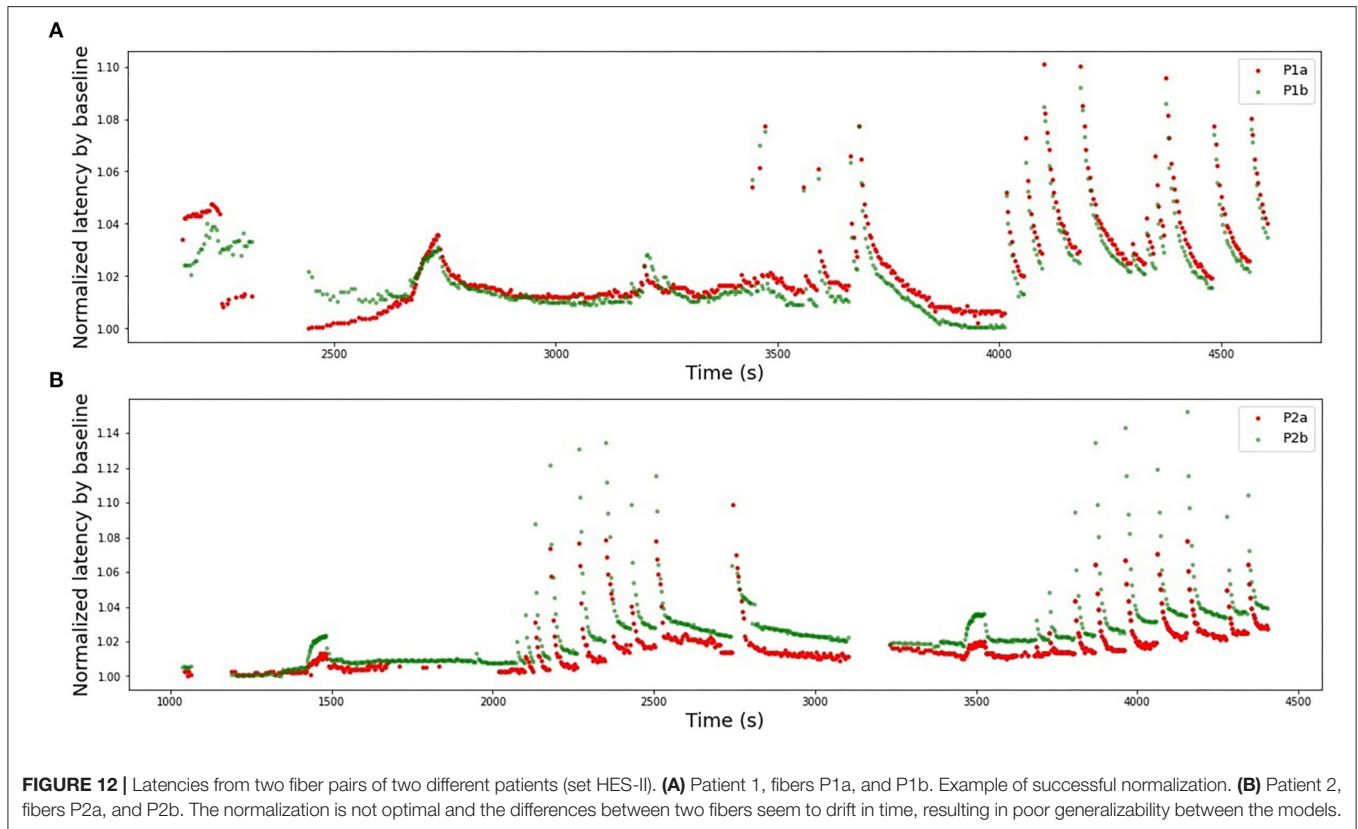 A
Normalized latency by baseline
1.10
1.08
1.06
1.04
1.02
1.00
P1a
P1b
2500
3000
3500
4000
4500
Time (s)
B
Normalized latency by baseline
1.14
1.12
1.10
1.08
1.06
1.04
1.02
1.00
P2a
P2b
1000
1500
2000
2500
3000
3500
4000
4500
Time (s)
FIGURE 12 | Latencies from two fiber pairs of two different patients (set HES-II). (A) Patient 1, fibers P1a, and P1b. Example of successful normalization. (B) Patient 2,
fibers P2a, and P2b. The normalization is not optimal and the differences between two fibers seem to drift in time, resulting in poor generalizability between the models.